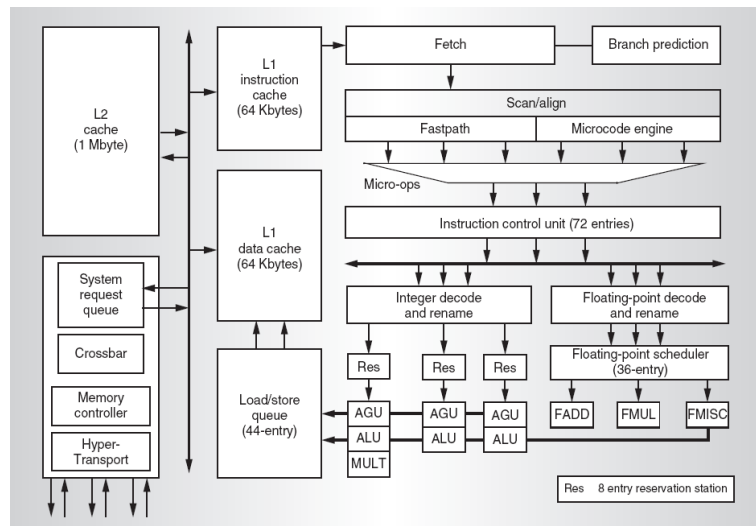 L2
cache
(1 Mbyte)
L1
instruction
cache
(64 Kbytes)
Fetch
Branch prediction
Scan/align
Fastpath
Microcode engine
Micro-ops
Instruction control unit (72 entries)
L1
data cache
(64 Kbytes)
System
request
queue
Crossbar
Memory
controller
Hyper-
Transport
Integer decode
and rename
Floating-point decode
and rename
Res
Res
Res
Floating-point scheduler
(36-entry)
Load/store
queue
(44-entry)
AGU
ALU
MULT
AGU
ALU
AGU
ALU
FADD
FMUL
FMISC
Res 8 entry reservation station